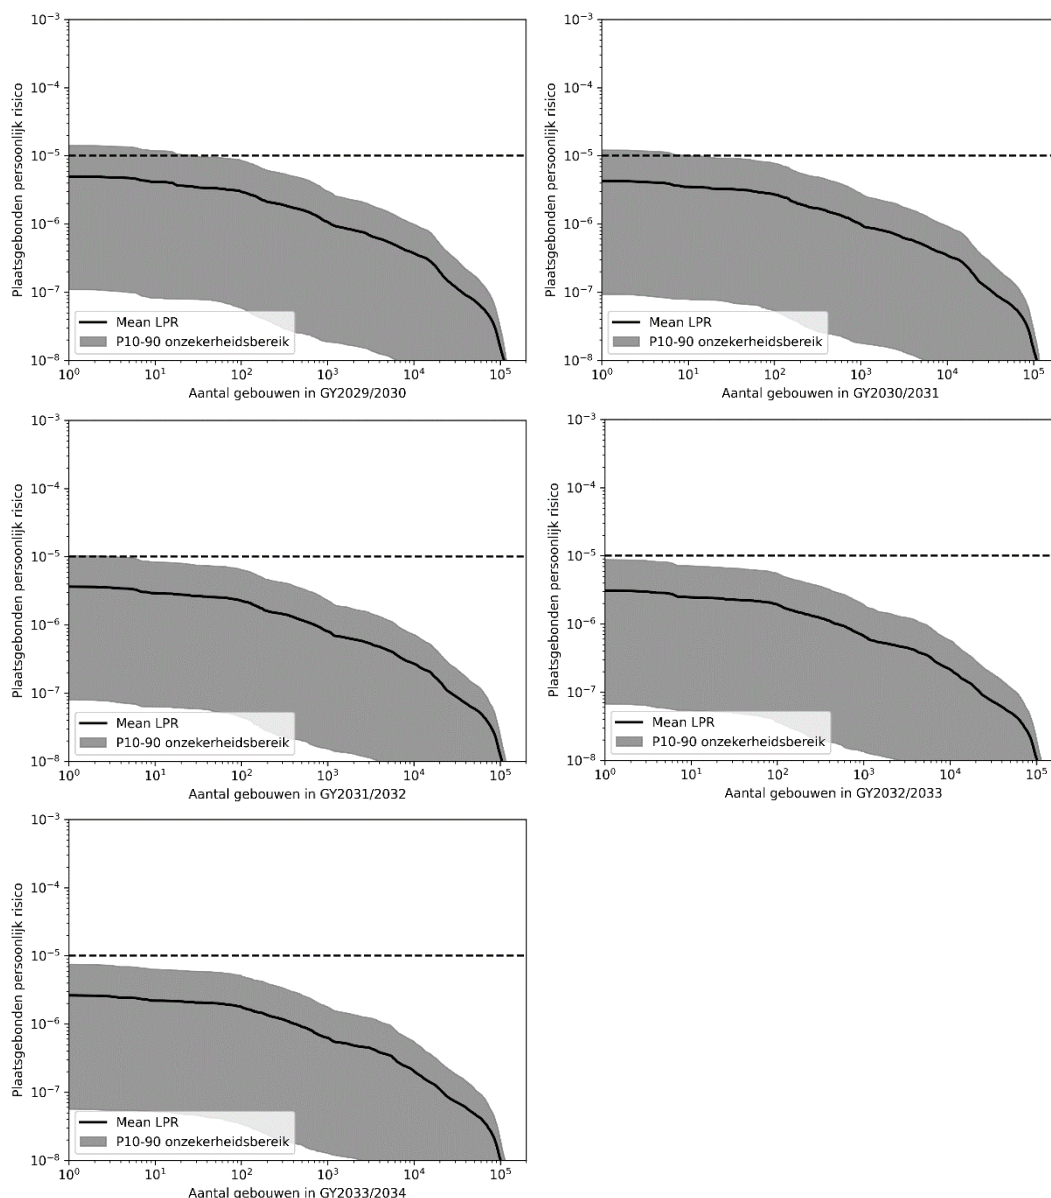 10⁻³
10⁻⁴
10⁻⁵
10⁻⁶
10⁻⁷
10⁻⁸
Plaatsgebonden persoonlijk risico
Mean LPR
P10-90 onzekerheidsbereik
10⁰ 10¹ 10² 10³ 10⁴ 10⁵
Aantal gebouwen in GY2029/2030
10⁻³
10⁻⁴
10⁻⁵
10⁻⁶
10⁻⁷
10⁻⁸
Plaatsgebonden persoonlijk risico
Mean LPR
P10-90 onzekerheidsbereik
10⁰ 10¹ 10² 10³ 10⁴ 10⁵
Aantal gebouwen in GY2030/2031
10⁻³
10⁻⁴
10⁻⁵
10⁻⁶
10⁻⁷
10⁻⁸
Plaatsgebonden persoonlijk risico
Mean LPR
P10-90 onzekerheidsbereik
10⁰ 10¹ 10² 10³ 10⁴ 10⁵
Aantal gebouwen in GY2031/2032
10⁻³
10⁻⁴
10⁻⁵
10⁻⁶
10⁻⁷
10⁻⁸
Plaatsgebonden persoonlijk risico
Mean LPR
P10-90 onzekerheidsbereik
10⁰ 10¹ 10² 10³ 10⁴ 10⁵
Aantal gebouwen in GY2032/2033
10⁻³
10⁻⁴
10⁻⁵
10⁻⁶
10⁻⁷
10⁻⁸
Plaatsgebonden persoonlijk risico
Mean LPR
P10-90 onzekerheidsbereik
10⁰ 10¹ 10² 10³ 10⁴ 10⁵
Aantal gebouwen in GY2033/2034